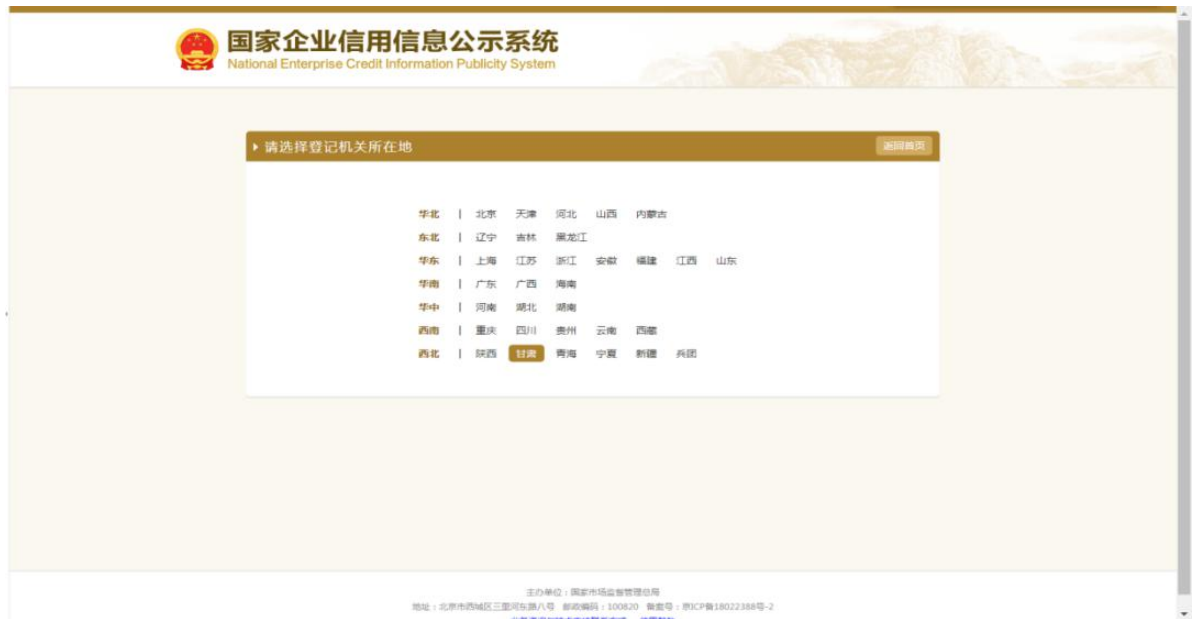 国家企业信用信息公示系统
National Enterprise Credit Information Publicity System
请选择登记机关所在地 返回首页
华北 | 北京 天津 河北 山西 内蒙古
东北 | 辽宁 吉林 黑龙江
华东 | 上海 江苏 浙江 安徽 福建 江西 山东
华南 | 广东 广西 海南
华中 | 河南 湖北 湖南
西南 | 重庆 四川 贵州 云南 西藏
西北 | 陕西 甘肃 青海 宁夏 新疆 兵团
主办单位：国家市场监督管理总局
地址：北京市西城区三里河东路八号 邮政编码：100820 备案号：京ICP备18022388号-2